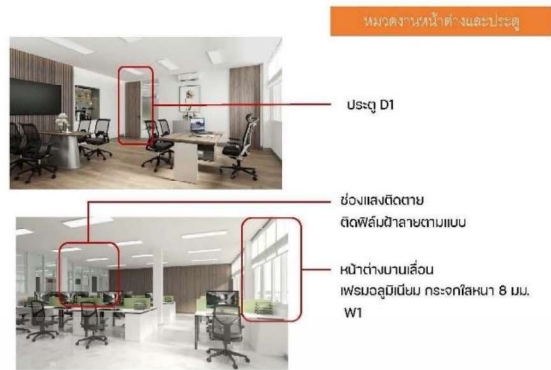 หมวดงานหน้าต่างและประตู
ประตู D1
ช่องแสงติดตาย
ติดฟิล์มฝ้าลายตามแบบ
หน้าต่างบานเลื่อน
เฟรมอลูมิเนียม กระจกใสหนา 8 มม.
W1